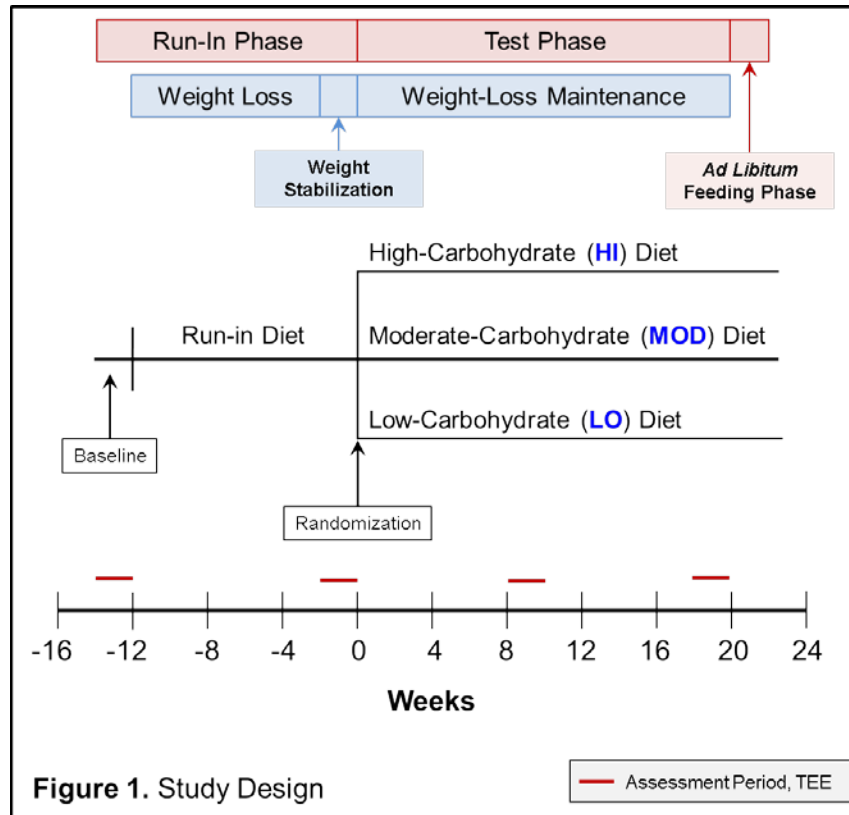 Run-In Phase
Test Phase
Weight Loss
Weight-Loss Maintenance
Weight
Stabilization
Ad Libitum
Feeding Phase
High-Carbohydrate (HI) Diet
Run-in Diet
Moderate-Carbohydrate (MOD) Diet
Low-Carbohydrate (LO) Diet
Baseline
Randomization
-16 -12 -8 -4 0 4 8 12 16 20 24
Weeks
Figure 1. Study Design
Assessment Period, TEE